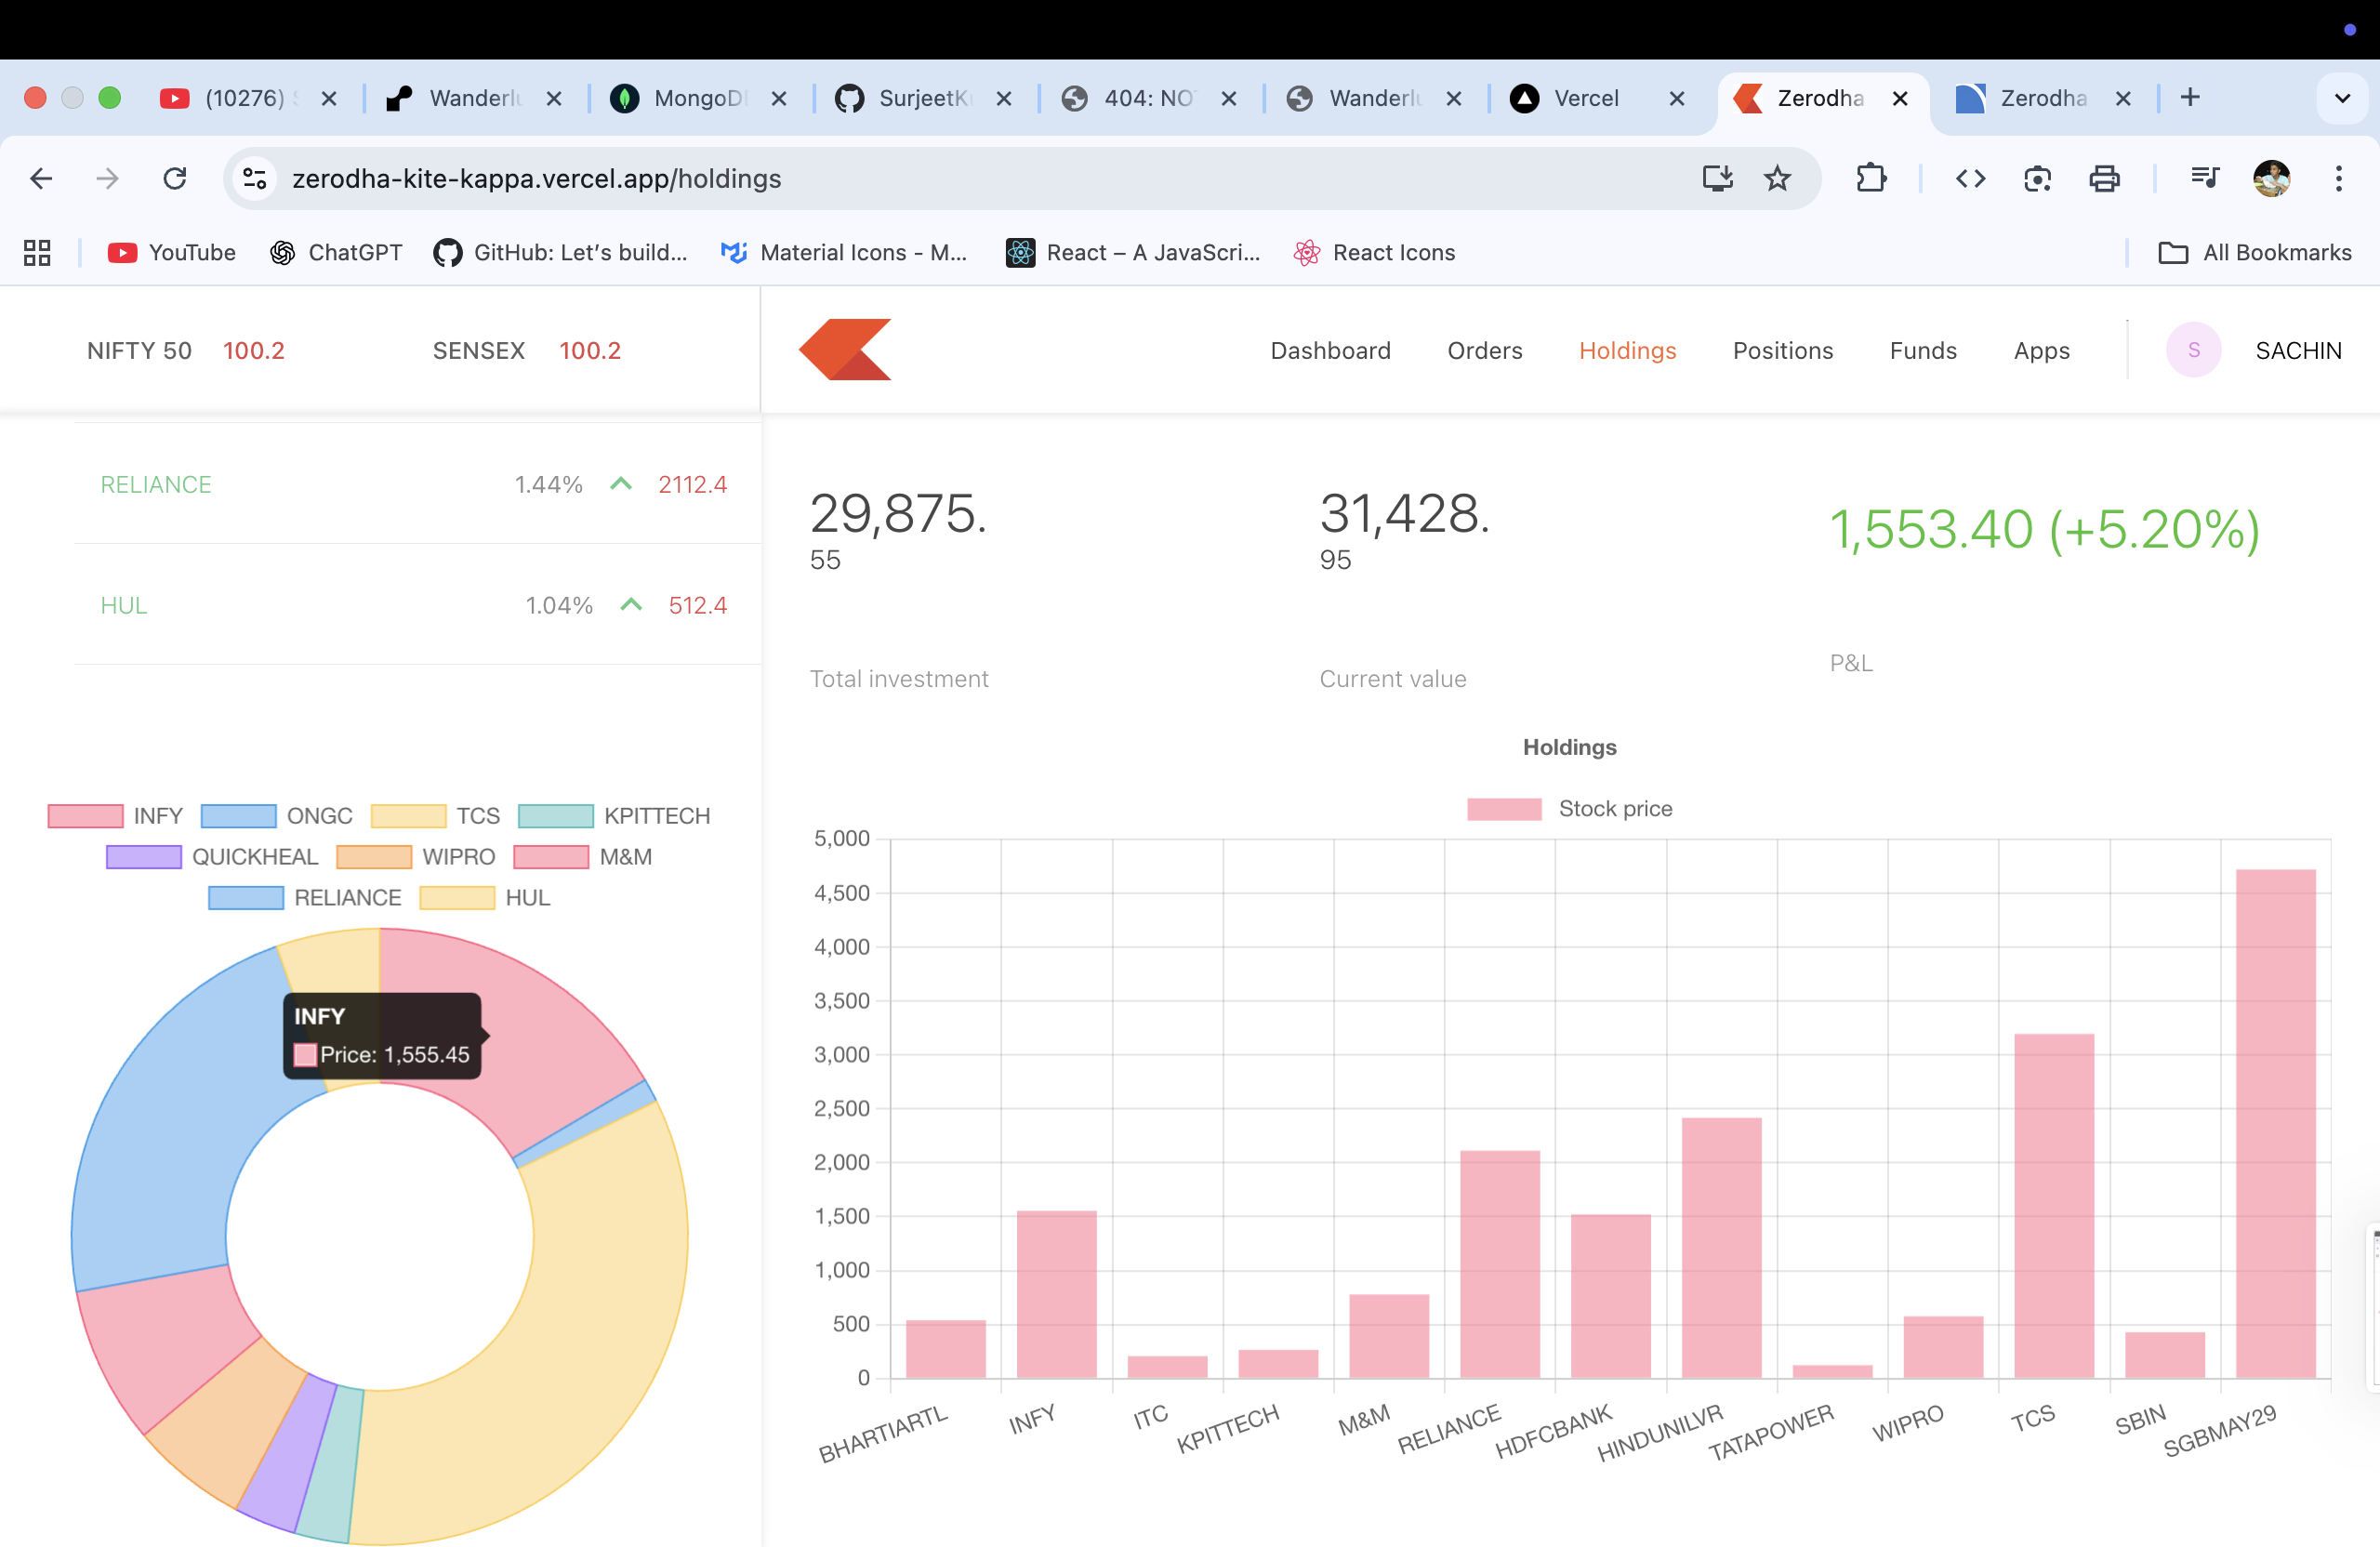 (10276)
Wanderlu
MongoDB
SurjeetK
404: NOT
Wanderlu
Vercel
Zerodha
Zerodha
zerodha-kite-kappa.vercel.app/holdings
YouTube
ChatGPT
GitHub: Let’s build...
Material Icons - M...
React – A JavaScri...
React Icons
All Bookmarks
NIFTY 50 100.2 SENSEX 100.2
Dashboard Orders Holdings Positions Funds Apps S SACHIN
RELIANCE 1.44% 2112.4
HUL 1.04% 512.4
INFY ONGC TCS KPITTECH
QUICKHEAL WIPRO M&M
RELIANCE HUL
INFY
Price: 1,555.45
29,875.
55
Total investment
31,428.
95
Current value
1,553.40 (+5.20%)
P&L
Holdings
Stock price
5,000
4,500
4,000
3,500
3,000
2,500
2,000
1,500
1,000
500
0
BHARTIARTL
INFY
ITC
KPITTECH
M&M
RELIANCE
HDFCBANK
HINDUNILVR
TATAPOWER
WIPRO
TCS
SBIN
SGBMAY29